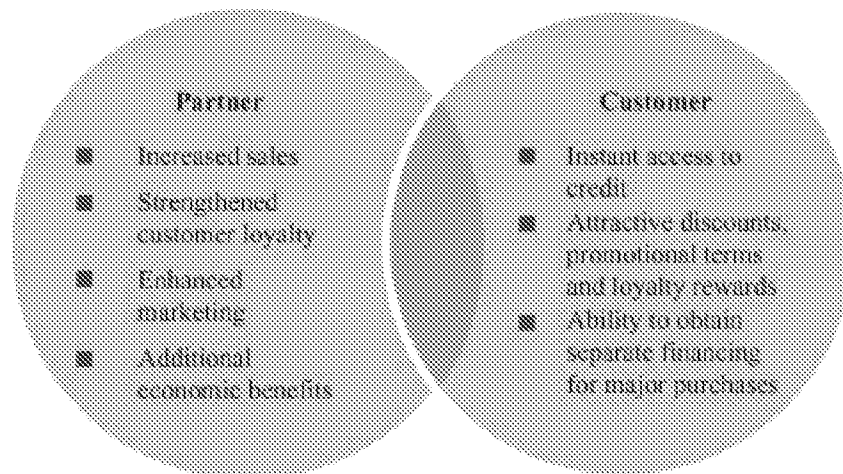 Partner
Increased sales
Strengthened
customer loyalty
Enhanced
marketing
Additional
economic benefits
Customer
Instant access to
credit
Attractive discounts,
promotional terms
and loyalty rewards
Ability to obtain
separate financing
for major purchases